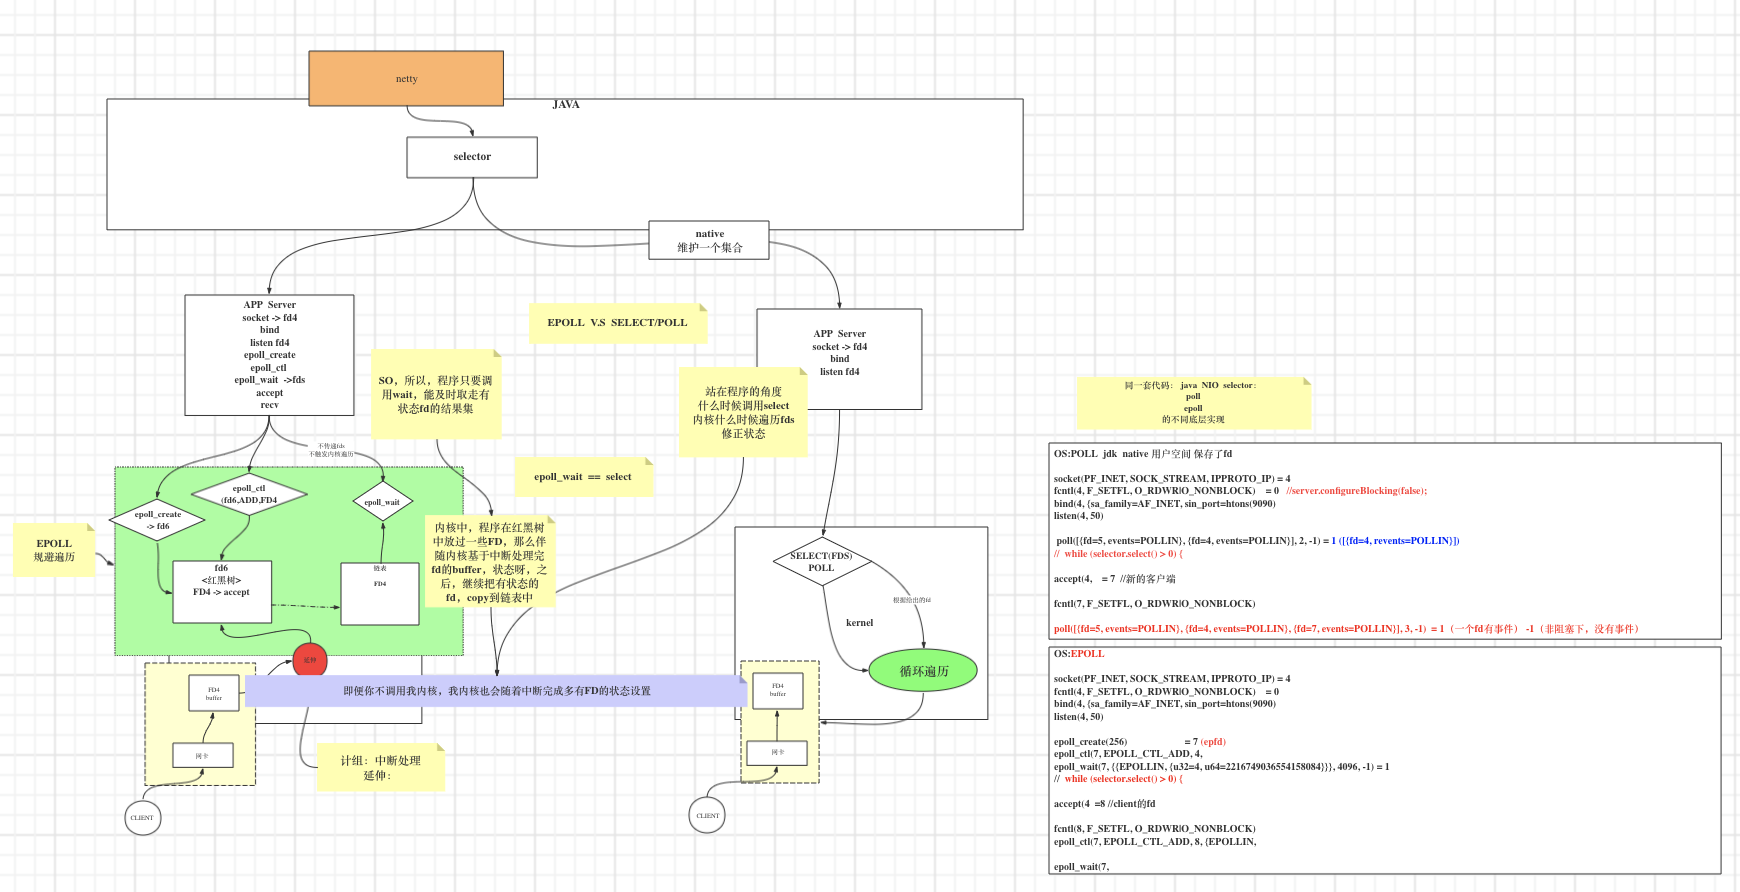 netty
JAVA
selector
native
维护一个集合
APP Server
socket -> fd4
bind
listen fd4
epoll_create
epoll_ctl
epoll_wait ->fds
accept
recv
EPOLL V.S SELECT/POLL
APP Server
socket -> fd4
bind
listen fd4
SO，所以，程序只要调
用wait，能及时取走有
状态fd的结果集
站在程序的角度
什么时候调用select
内核什么时候遍历fds
修正状态
不传递fds
不触发内核遍历
epoll_wait == select
epoll_ctl
(fd6,ADD,FD4
epoll_create
-> fd6
epoll_wait
EPOLL
规避遍历
fd6
<红黑树>
FD4 -> accept
链表
FD4
内核中，程序在红黑树
中放过一些FD，那么伴
随内核基于中断处理完
fd的buffer，状态呀，之
后，继续把有状态的
fd，copy到链表中
SELECT(FDS)
POLL
根据给出的fd
kernel
循环遍历
延伸
即便你不调用我内核，我内核也会随着中断完成多有FD的状态设置
FD4
buffer
网卡
CLIENT
计组：中断处理
延伸：
FD4
buffer
网卡
CLIENT
同一套代码： java NIO selector：
poll
epoll
的不同底层实现
OS:POLL jdk native 用户空间 保存了fd
socket(PF_INET, SOCK_STREAM, IPPROTO_IP) = 4
fcntl(4, F_SETFL, O_RDWR|O_NONBLOCK) = 0 //server.configureBlocking(false);
bind(4, {sa_family=AF_INET, sin_port=htons(9090)
listen(4, 50)
poll([{fd=5, events=POLLIN}, {fd=4, events=POLLIN}], 2, -1) = 1 ([{fd=4, revents=POLLIN}])
// while (selector.select() > 0) {
accept(4, = 7 //新的客户端
fcntl(7, F_SETFL, O_RDWR|O_NONBLOCK)
poll([{fd=5, events=POLLIN}, {fd=4, events=POLLIN}, {fd=7, events=POLLIN}], 3, -1) = 1（一个fd有事件） -1（非阻塞下，没有事件）
OS:EPOLL
socket(PF_INET, SOCK_STREAM, IPPROTO_IP) = 4
fcntl(4, F_SETFL, O_RDWR|O_NONBLOCK) = 0
bind(4, {sa_family=AF_INET, sin_port=htons(9090)
listen(4, 50)
epoll_create(256) = 7 (epfd)
epoll_ctl(7, EPOLL_CTL_ADD, 4,
epoll_wait(7, {{EPOLLIN, {u32=4, u64=2216749036554158084}}}, 4096, -1) = 1
// while (selector.select() > 0) {
accept(4 =8 //client的fd
fcntl(8, F_SETFL, O_RDWR|O_NONBLOCK)
epoll_ctl(7, EPOLL_CTL_ADD, 8, {EPOLLIN,
epoll_wait(7,